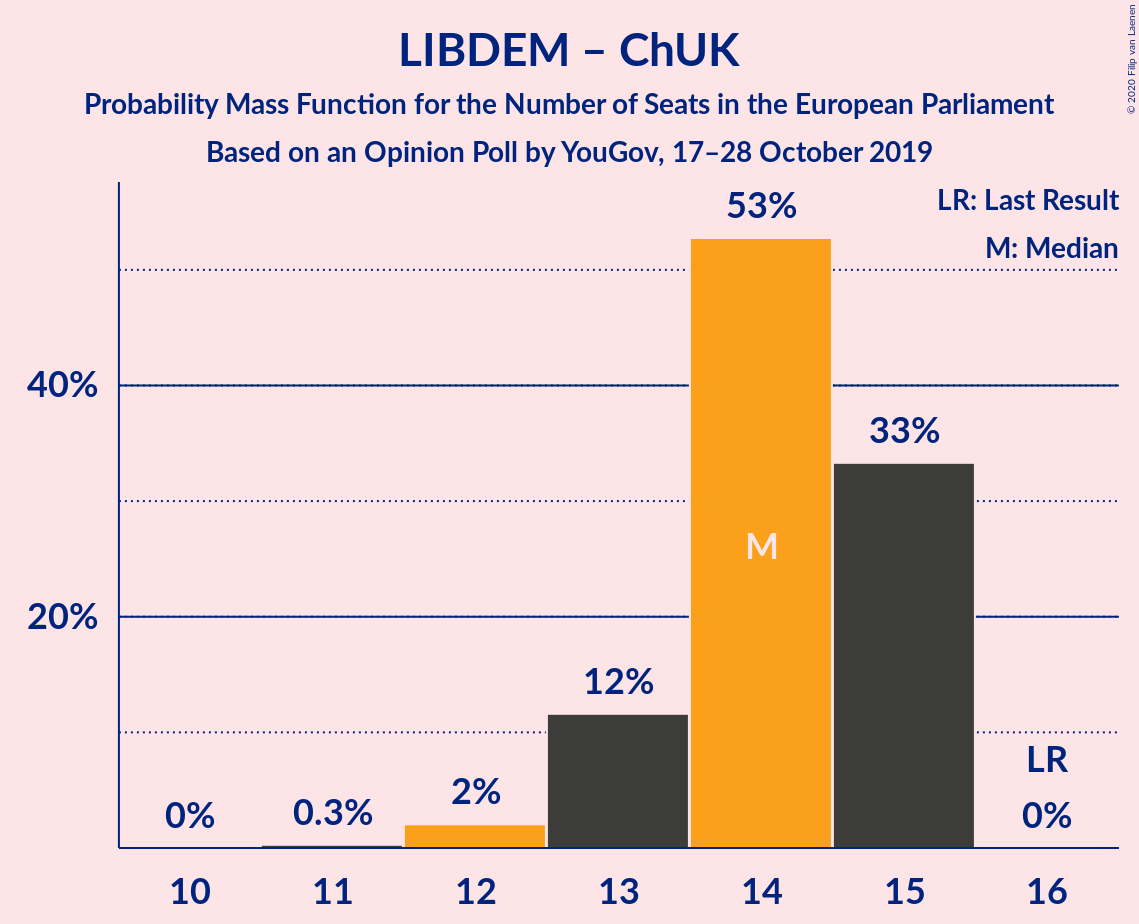 LIBDEM – ChUK
Probability Mass Function for the Number of Seats in the European Parliament
Based on an Opinion Poll by YouGov, 17–28 October 2019
© 2020 Filip van Laenen
LR: Last Result
M: Median
53%
40%
33%
M
20%
12%
LR
2%
0%
0.3%
0%
10 11 12 13 14 15 16